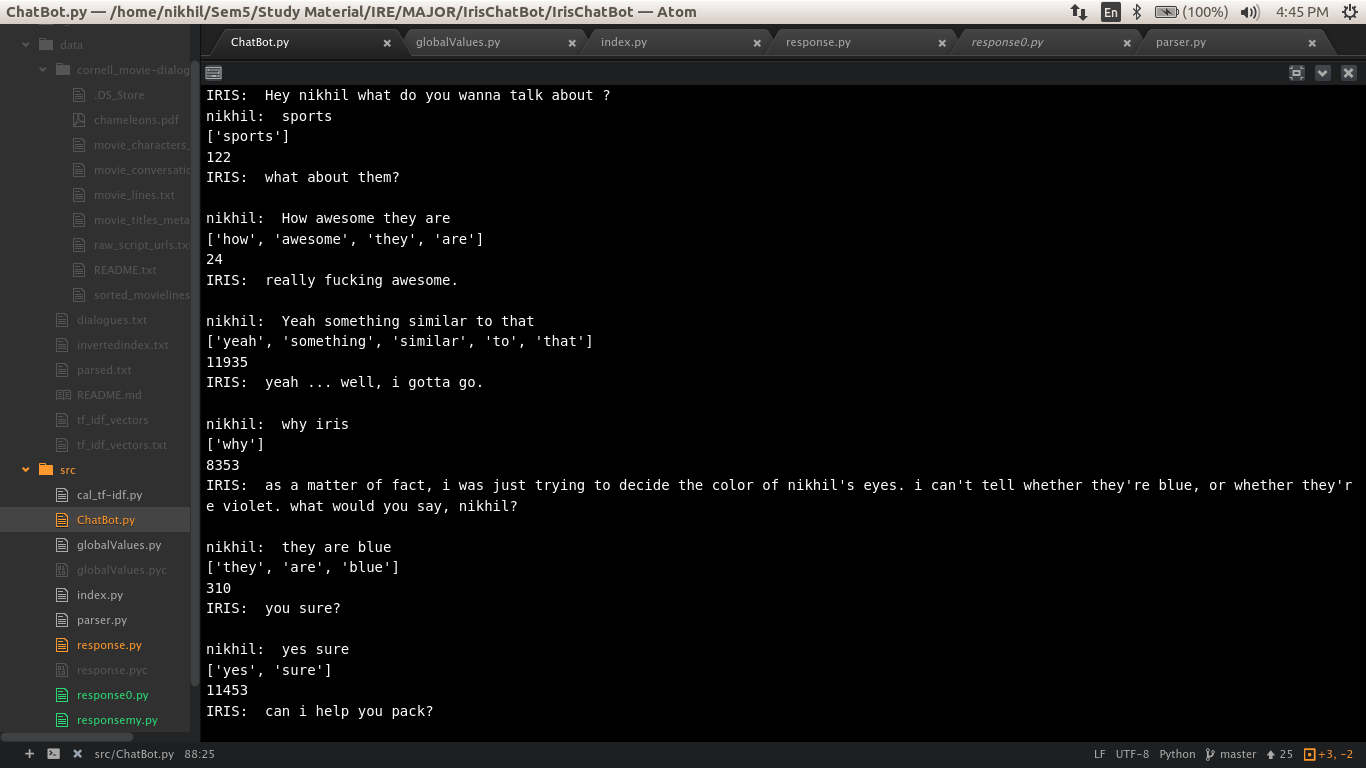 ChatBot.py — /home/nikhil/Sem5/Study Material/IRE/MAJOR/IrisChatBot/IrisChatBot — Atom
En (100%) 4:45 PM
data
cornell_movie-dialog
.DS_Store
chameleons.pdf
movie_characters_
movie_conversatio
movie_lines.txt
movie_titles_meta
raw_script_urls.txt
README.txt
sorted_movielines
dialogues.txt
invertedindex.txt
parsed.txt
README.md
tf_idf_vectors
tf_idf_vectors.txt
src
cal_tf-idf.py
ChatBot.py
globalValues.py
globalValues.pyc
index.py
parser.py
response.py
response.pyc
response0.py
responsemy.py
ChatBot.py globalValues.py index.py response.py response0.py parser.py
IRIS:  Hey nikhil what do you wanna talk about ?
nikhil:  sports
['sports']
122
IRIS:  what about them?
nikhil:  How awesome they are
['how', 'awesome', 'they', 'are']
24
IRIS:  really fucking awesome.
nikhil:  Yeah something similar to that
['yeah', 'something', 'similar', 'to', 'that']
11935
IRIS:  yeah ... well, i gotta go.
nikhil:  why iris
['why']
8353
IRIS:  as a matter of fact, i was just trying to decide the color of nikhil's eyes. i can't tell whether they're blue, or whether they'r
e violet. what would you say, nikhil?
nikhil:  they are blue
['they', 'are', 'blue']
310
IRIS:  you sure?
nikhil:  yes sure
['yes', 'sure']
11453
IRIS:  can i help you pack?
src/ChatBot.py 88:25 LF UTF-8 Python master 25 +3, -2